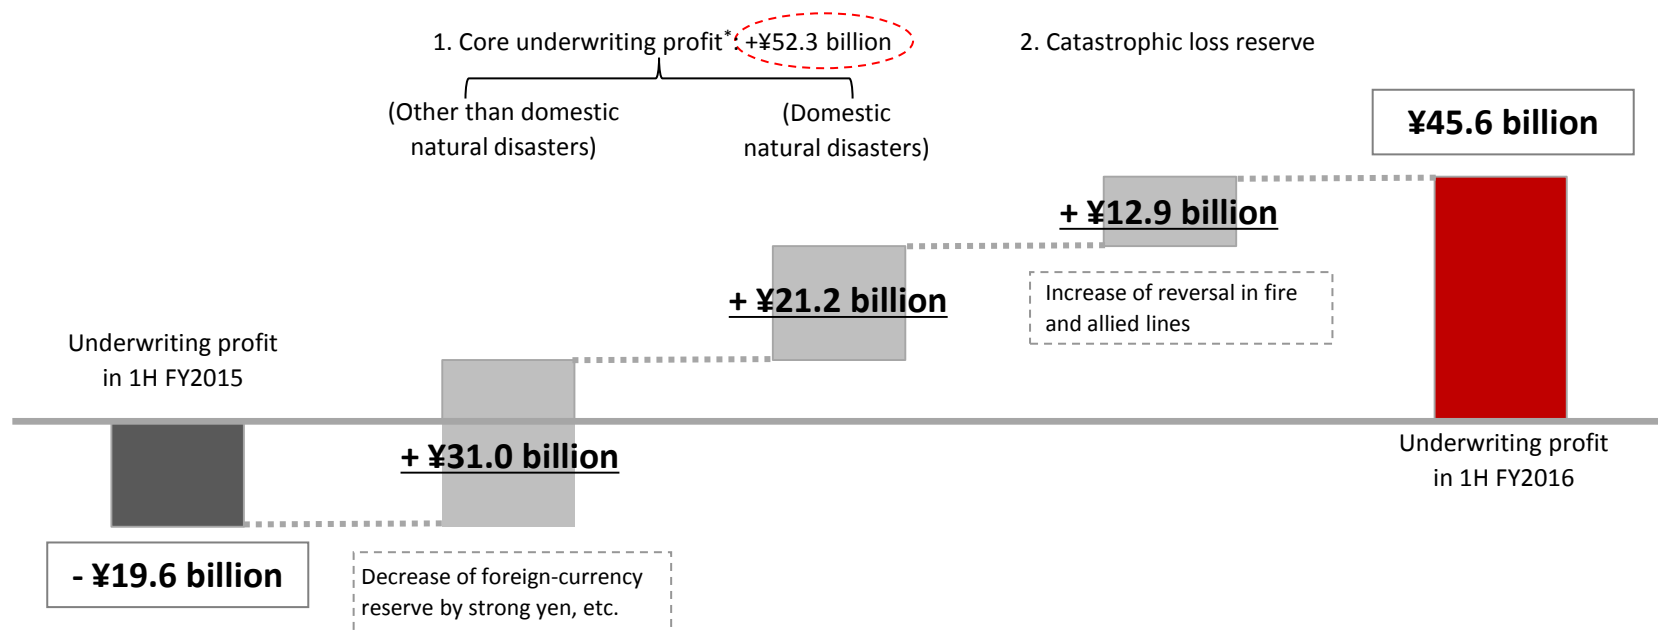 1. Core underwriting profit*: +¥52.3 billion
2. Catastrophic loss reserve
(Other than domestic
natural disasters)
(Domestic
natural disasters)
¥45.6 billion
+ ¥12.9 billion
+ ¥21.2 billion
Increase of reversal in fire
and allied lines
Underwriting profit
in 1H FY2015
+ ¥31.0 billion
Underwriting profit
in 1H FY2016
- ¥19.6 billion
Decrease of foreign-currency
reserve by strong yen, etc.